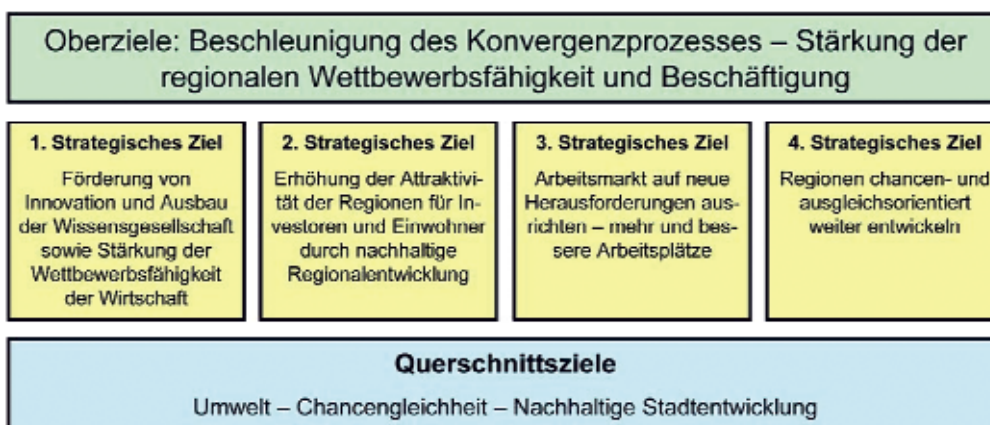 Oberziele: Beschleunigung des Konvergenzprozesses – Stärkung der
regionalen Wettbewerbsfähigkeit und Beschäftigung
1. Strategisches Ziel
Förderung von
Innovation und Ausbau
der Wissensgesellschaft
sowie Stärkung der
Wettbewerbsfähigkeit
der Wirtschaft
2. Strategisches Ziel
Erhöhung der Attraktivi-
tät der Regionen für In-
vestoren und Einwohner
durch nachhaltige
Regionalentwicklung
3. Strategisches Ziel
Arbeitsmarkt auf neue
Herausforderungen aus-
richten – mehr und bes-
sere Arbeitsplätze
4. Strategisches Ziel
Regionen chancen- und
ausgleichsorientiert
weiter entwickeln
Querschnittsziele
Umwelt – Chancengleichheit – Nachhaltige Stadtentwicklung